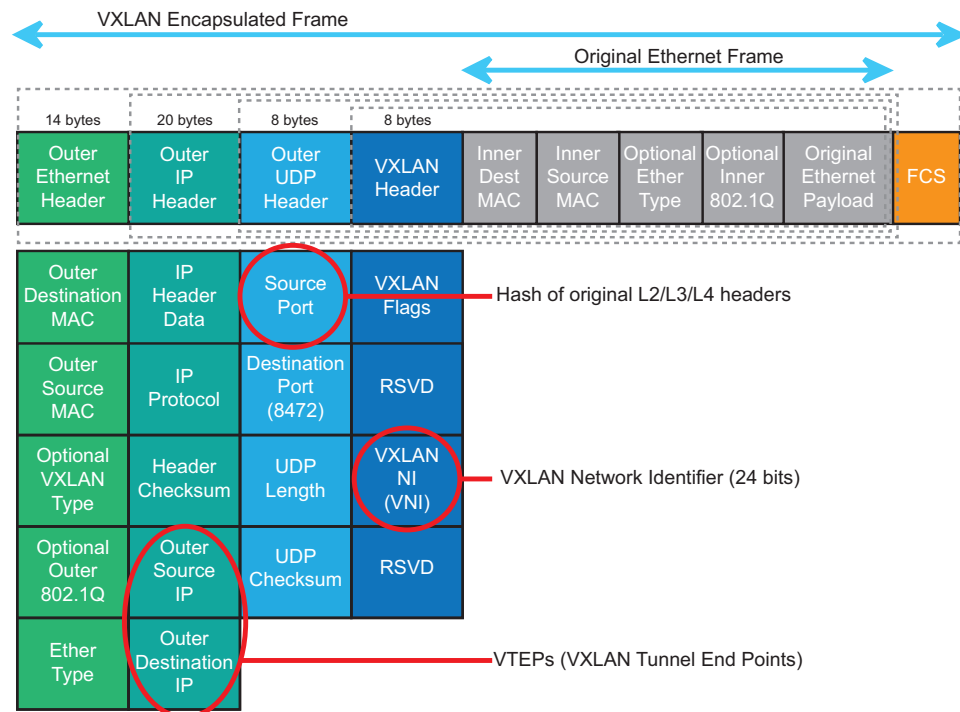 VXLAN Encapsulated Frame
Original Ethernet Frame
14 bytes
20 bytes
8 bytes
8 bytes
Outer
Ethernet
Header
Outer
IP
Header
Outer
UDP
Header
VXLAN
Header
Inner
Dest
MAC
Inner
Source
MAC
Optional
Ether
Type
Optional
Inner
802.1Q
Original
Ethernet
Payload
FCS
Outer
Destination
MAC
IP
Header
Data
Source
Port
VXLAN
Flags
Hash of original L2/L3/L4 headers
Outer
Source
MAC
IP
Protocol
Destination
Port
(8472)
RSVD
Optional
VXLAN
Type
Header
Checksum
UDP
Length
VXLAN
NI
(VNI)
VXLAN Network Identifier (24 bits)
Optional
Outer
802.1Q
Outer
Source
IP
UDP
Checksum
RSVD
Ether
Type
Outer
Destination
IP
VTEPs (VXLAN Tunnel End Points)